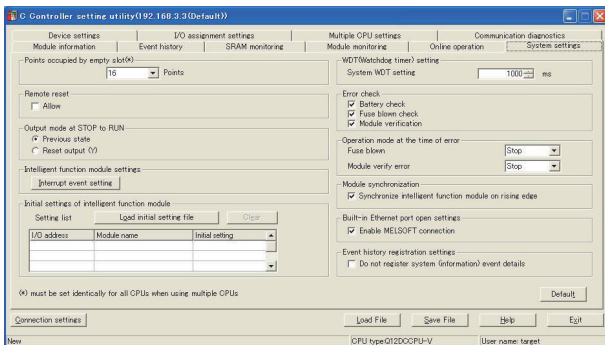 C Controller setting utility(192.168.3.3(Default))
Device settings
I/O assignment settings
Multiple CPU settings
Communication diagnostics
Module information
Event history
SRAM monitoring
Module monitoring
Online operation
System settings
Points occupied by empty slot(*)
16 Points
Remote reset
Allow
Output mode at STOP to RUN
Previous state
Reset output (Y)
Intelligent function module settings
Interrupt event setting
Initial settings of intelligent function module
Setting list Load initial setting file Clear
I/O address Module name Initial setting
(*) must be set identically for all CPUs when using multiple CPUs
WDT(Watchdog timer) setting
System WDT setting 1000 ms
Error check
Battery check
Fuse blown check
Module verification
Operation mode at the time of error
Fuse blown Stop
Module verify error Stop
Module synchronization
Synchronize intelligent function module on rising edge
Built-in Ethernet port open settings
Enable MELSOFT connection
Event history registration settings
Do not register system (information) event details
Default
Connection settings
Load File
Save File
Help
Exit
New
CPU type:Q12DCCPU-V
User name: target